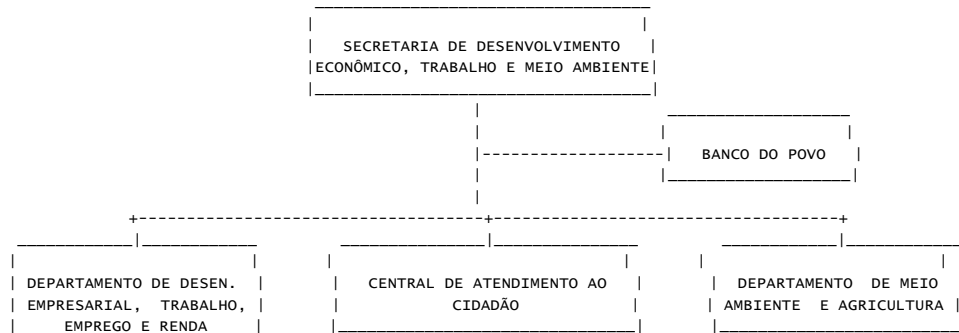 SECRETARIA DE DESENVOLVIMENTO
ECONÔMICO, TRABALHO E MEIO AMBIENTE
BANCO DO POVO
DEPARTAMENTO DE DESEN.
EMPRESARIAL, TRABALHO,
EMPREGO E RENDA
CENTRAL DE ATENDIMENTO AO
CIDADÃO
DEPARTAMENTO DE MEIO
AMBIENTE E AGRICULTURA